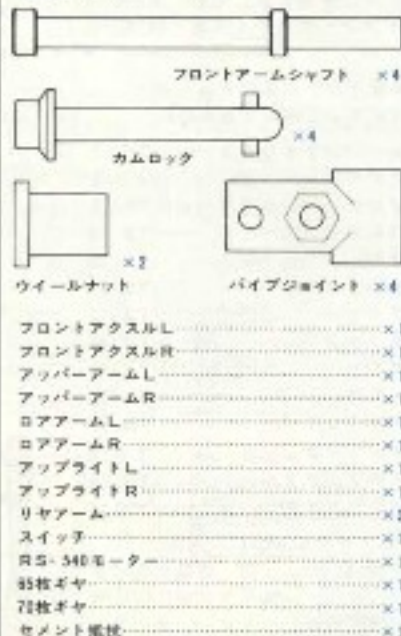 フロントアームシャフト ×4
カムロック ×4
ウイールナット ×2
パイプジョイント ×4
フロントアクスルL ×1
フロントアクスルR ×1
アッパーアームL ×1
アッパーアームR ×1
ロアアームL ×1
ロアアームR ×1
アップライトL ×1
アップライトR ×1
リヤアーム ×2
スイッチ ×1
RS-540モーター ×1
65枚ギヤ ×1
70枚ギヤ ×1
セメント抵抗 ×1